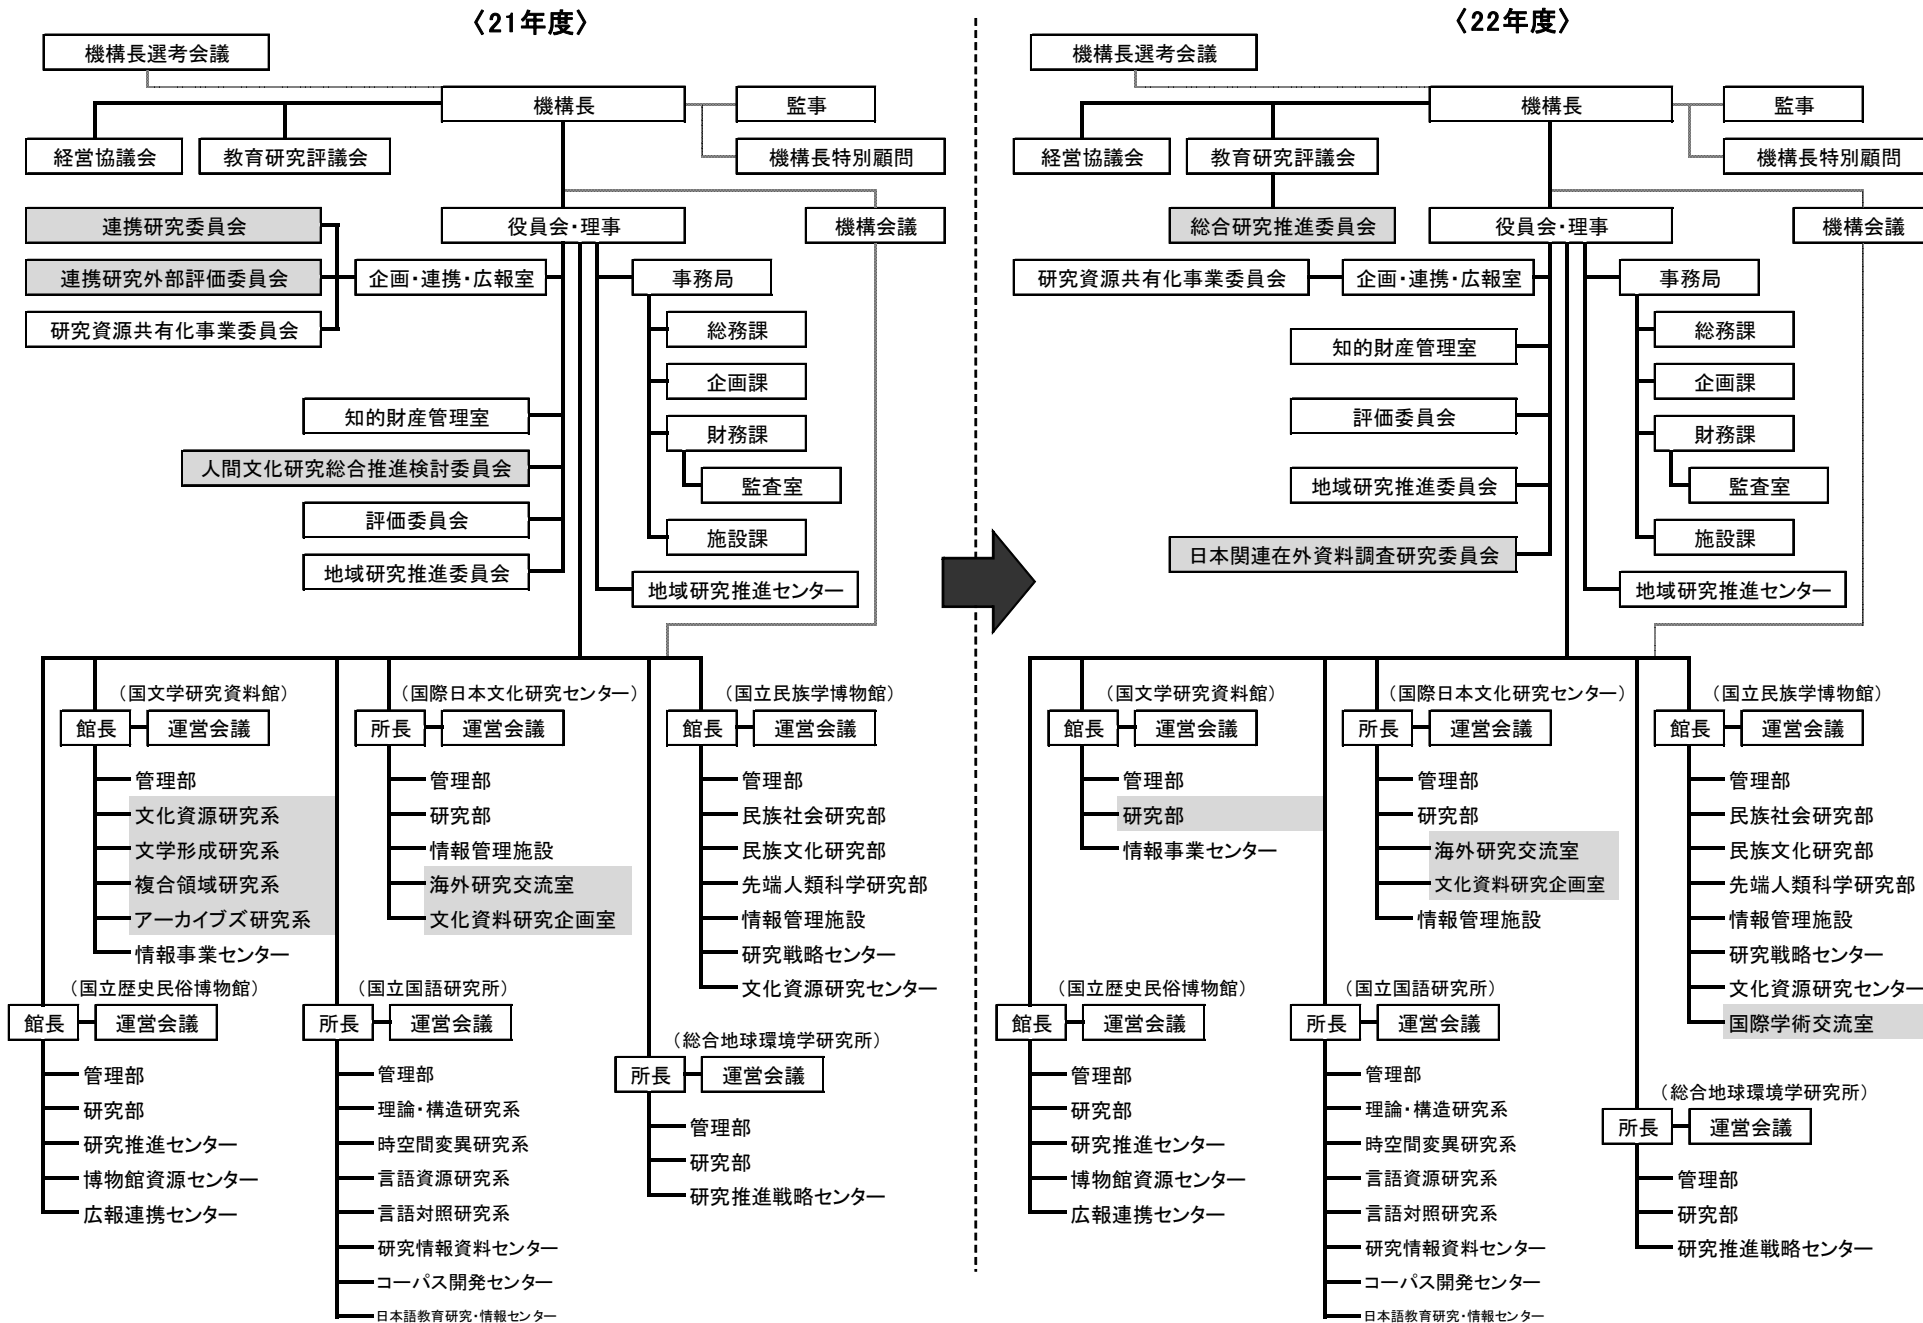 〈21年度〉
機構長選考会議
機構長
監事
経営協議会
教育研究評議会
機構長特別顧問
連携研究委員会
役員会・理事
機構会議
連携研究外部評価委員会
企画・連携・広報室
事務局
研究資源共有化事業委員会
総務課
企画課
知的財産管理室
財務課
人間文化研究総合推進検討委員会
監査室
評価委員会
施設課
地域研究推進委員会
地域研究推進センター
（国文学研究資料館）
館長
運営会議
管理部
文化資源研究系
文学形成研究系
複合領域研究系
アーカイブズ研究系
情報事業センター
（国際日本文化研究センター）
所長
運営会議
管理部
研究部
情報管理施設
海外研究交流室
文化資料研究企画室
（国立民族学博物館）
館長
運営会議
管理部
民族社会研究部
民族文化研究部
先端人類科学研究部
情報管理施設
研究戦略センター
文化資源研究センター
（国立歴史民俗博物館）
館長
運営会議
管理部
研究部
研究推進センター
博物館資源センター
広報連携センター
（国立国語研究所）
所長
運営会議
管理部
理論・構造研究系
時空間変異研究系
言語資源研究系
言語対照研究系
研究情報資料センター
コーパス開発センター
日本語教育研究・情報センター
（総合地球環境学研究所）
所長
運営会議
管理部
研究部
研究推進戦略センター
〈22年度〉
機構長選考会議
機構長
監事
経営協議会
教育研究評議会
機構長特別顧問
総合研究推進委員会
役員会・理事
機構会議
研究資源共有化事業委員会
企画・連携・広報室
事務局
総務課
知的財産管理室
企画課
評価委員会
財務課
地域研究推進委員会
監査室
施設課
日本関連在外資料調査研究委員会
地域研究推進センター
（国文学研究資料館）
館長
運営会議
管理部
研究部
情報事業センター
（国際日本文化研究センター）
所長
運営会議
管理部
研究部
海外研究交流室
文化資料研究企画室
情報管理施設
（国立民族学博物館）
館長
運営会議
管理部
民族社会研究部
民族文化研究部
先端人類科学研究部
情報管理施設
研究戦略センター
文化資源研究センター
国際学術交流室
（国立歴史民俗博物館）
館長
運営会議
管理部
研究部
研究推進センター
博物館資源センター
広報連携センター
（国立国語研究所）
所長
運営会議
管理部
理論・構造研究系
時空間変異研究系
言語資源研究系
言語対照研究系
研究情報資料センター
コーパス開発センター
日本語教育研究・情報センター
（総合地球環境学研究所）
所長
運営会議
管理部
研究部
研究推進戦略センター